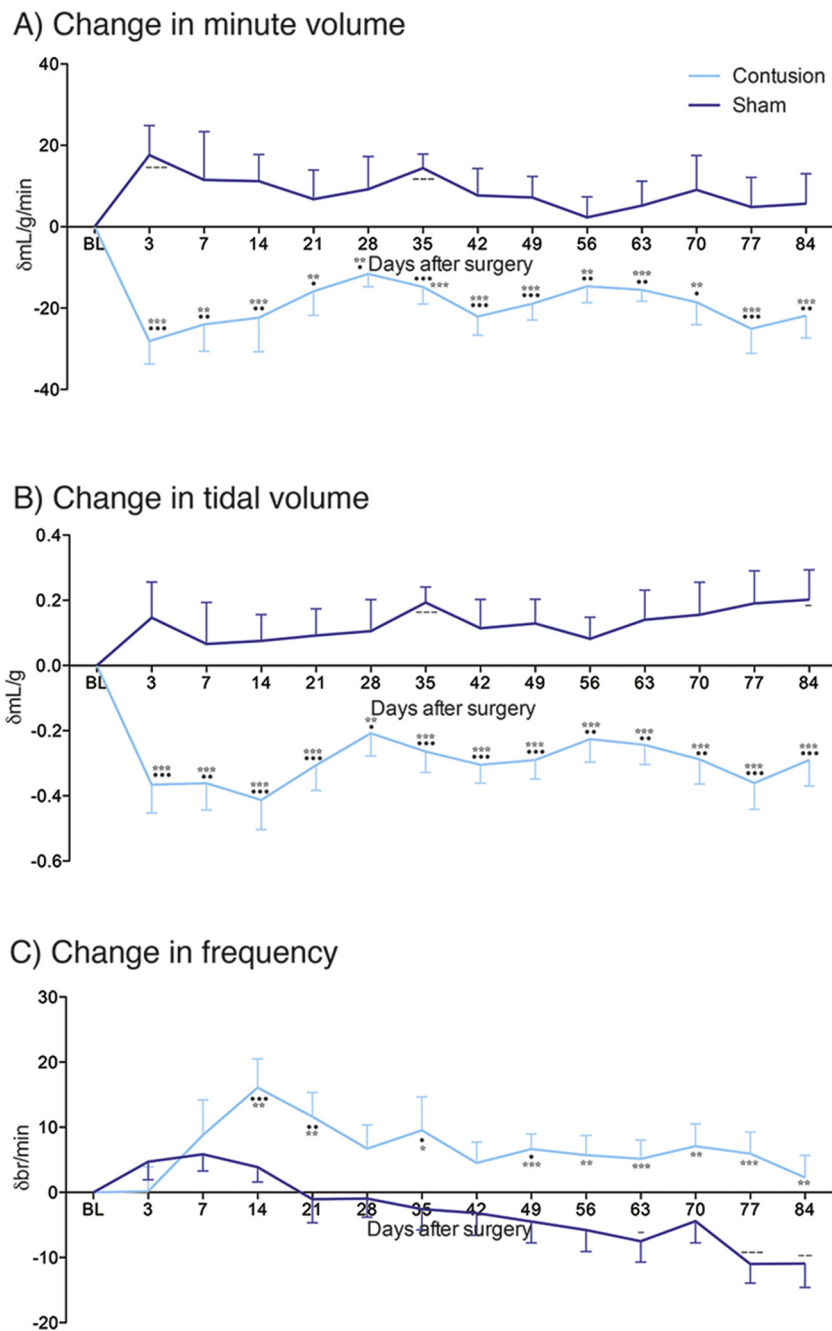 A) Change in minute volume
40
Contusion
Sham
20
δmL/g/min
0
BL 3 7 14 21 28 35 42 49 56 63 70 77 84
Days after surgery
-20
-40
B) Change in tidal volume
0.4
0.2
δmL/g
0.0
BL 3 7 14 21 28 35 42 49 56 63 70 77 84
Days after surgery
-0.2
-0.4
-0.6
C) Change in frequency
30
20
10
δbr/min
0
BL 3 7 14 21 28 35 42 49 56 63 70 77 84
Days after surgery
-10
-20